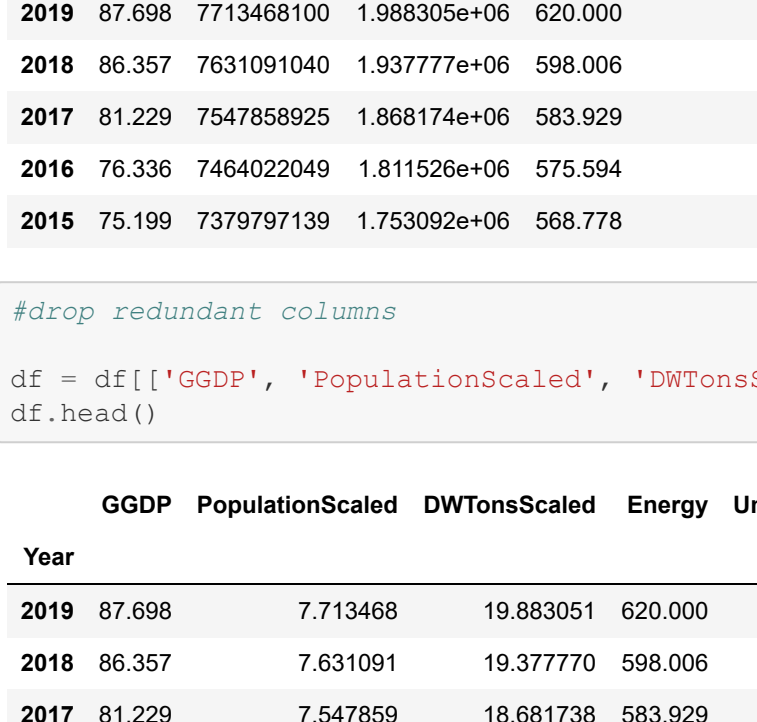 2019 87.698 7713468100 1.988305e+06 620.000
2018 86.357 7631091040 1.937777e+06 598.006
2017 81.229 7547858925 1.868174e+06 583.929
2016 76.336 7464022049 1.811526e+06 575.594
2015 75.199 7379797139 1.753092e+06 568.778
#drop redundant columns
df = df[['GGDP', 'PopulationScaled', 'DWTons
df.head()
GGDP PopulationScaled DWTonsScaled Energy
Year
2019 87.698 7.713468 19.883051 620.000
2018 86.357 7.631091 19.377770 598.006
2017 81.229 7.547859 18.681738 583.929